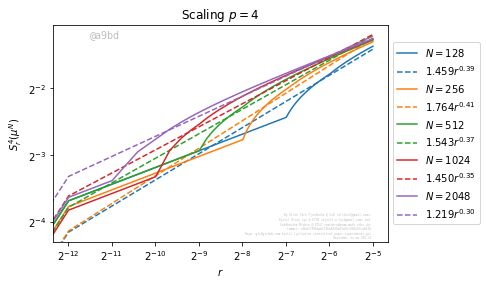 Scaling p = 4
@a9bd
S_r^4(μ^N)
2^−2
2^−3
2^−4
2^−12
2^−11
2^−10
2^−9
2^−8
2^−7
2^−6
2^−5
r
N = 128
1.459r^0.39
N = 256
1.764r^0.41
N = 512
1.543r^0.37
N = 1024
1.450r^0.35
N = 2048
1.219r^0.30